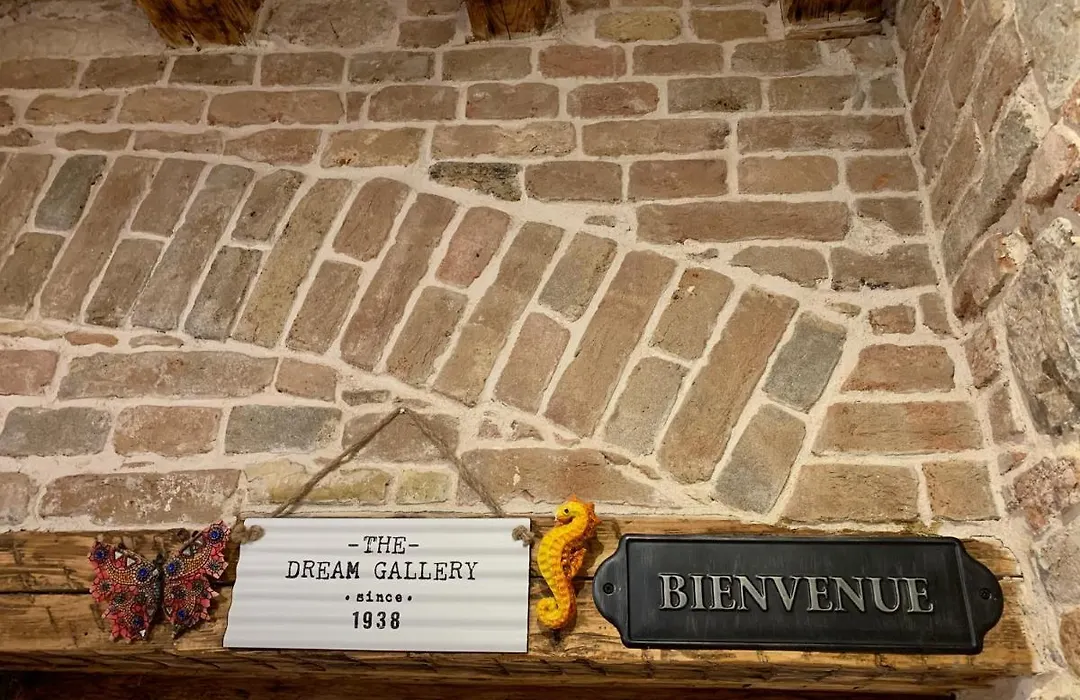 -THE-
DREAM GALLERY
•since•
1938
BIENVENUE